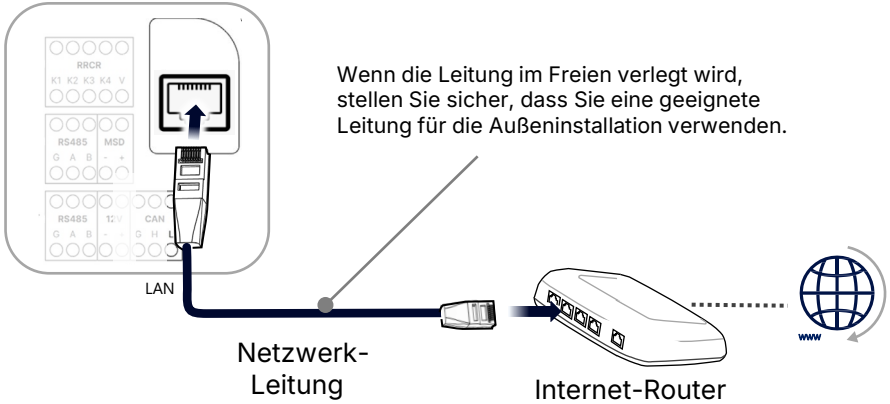 RRCR
K1 K2 K3 K4 V
RS485 MSD
G A B - +
RS485 12V CAN
G A B - - G H L
Wenn die Leitung im Freien verlegt wird,
stellen Sie sicher, dass Sie eine geeignete
Leitung für die Außeninstallation verwenden.
LAN
Netzwerk-
Leitung
Internet-Router
www